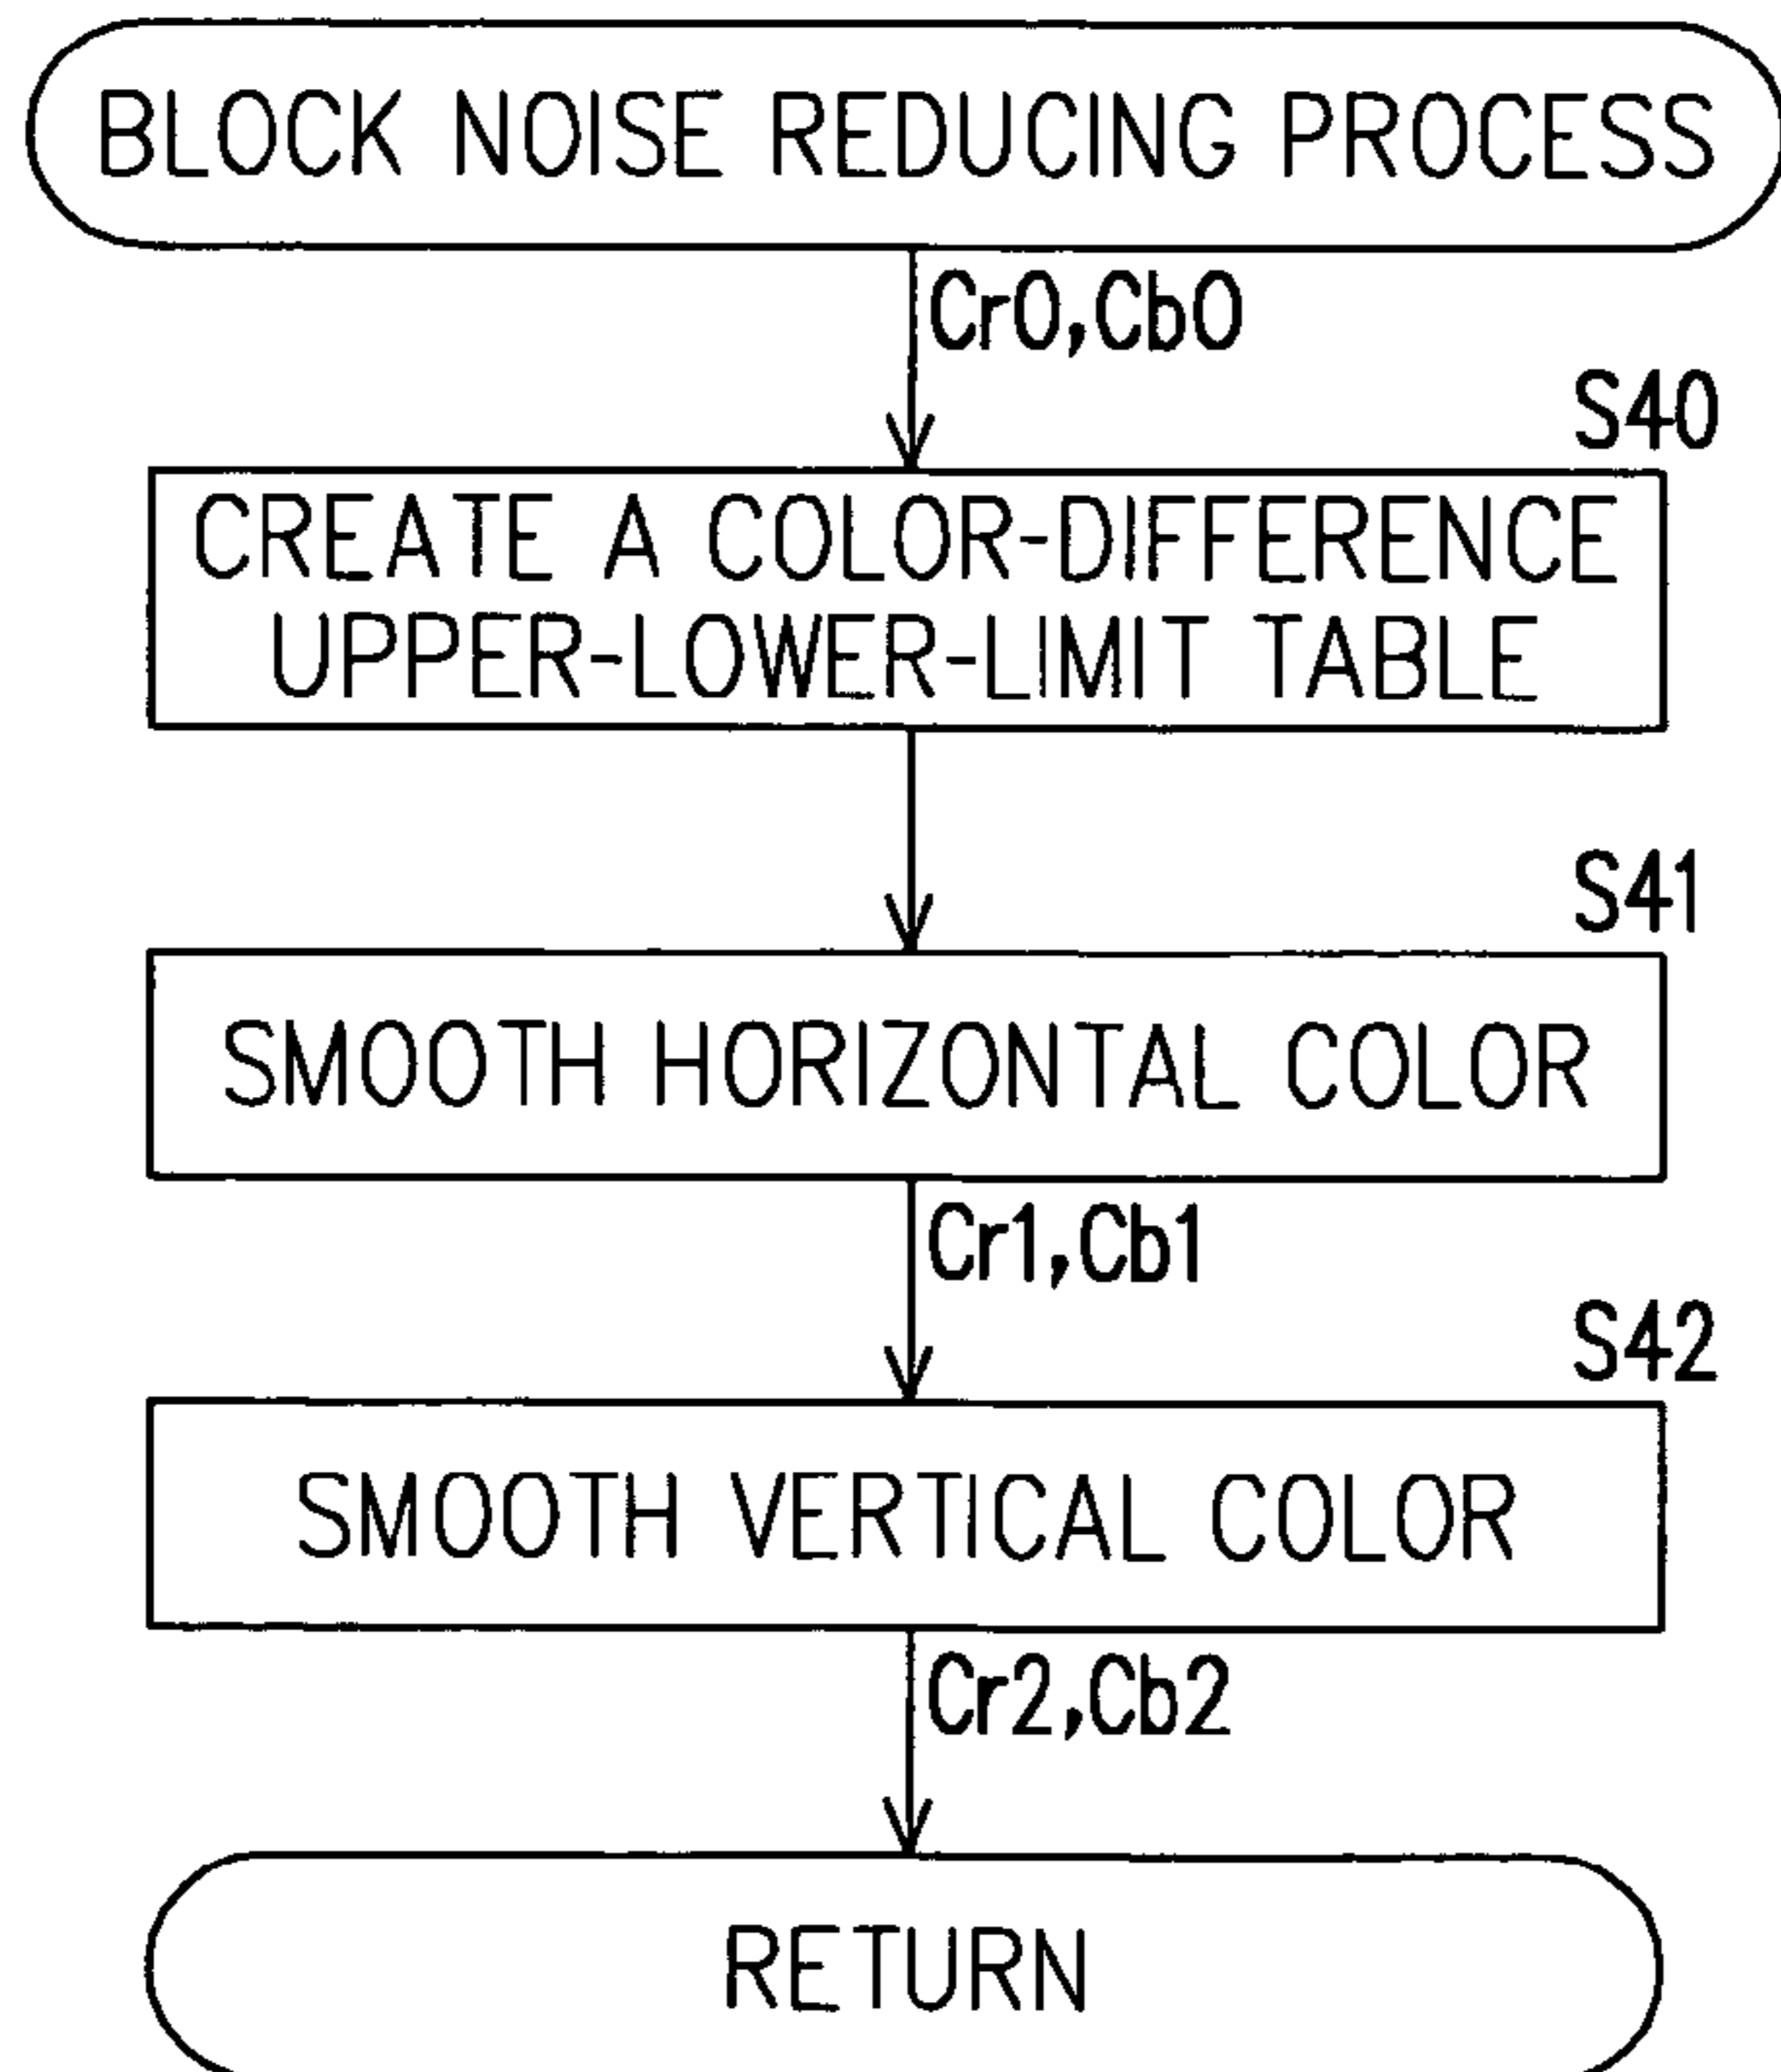 BLOCK NOISE REDUCING PROCESS
Cr0,Cb0
S40
CREATE A COLOR-DIFFERENCE
UPPER-LOWER-LIMIT TABLE
S41
SMOOTH HORIZONTAL COLOR
Cr1,Cb1
S42
SMOOTH VERTICAL COLOR
Cr2,Cb2
RETURN